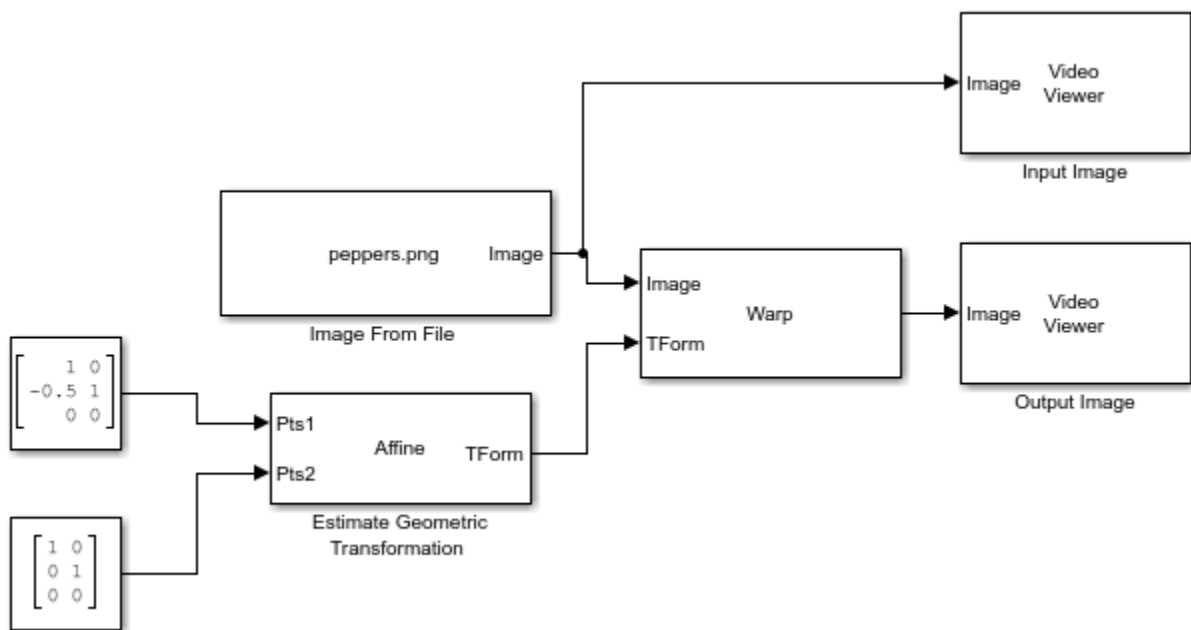 Image
Video
Viewer
Input Image
peppers.png
Image
Image From File
Image
TForm
Warp
Image
Video
Viewer
Output Image
1 0
-0.5 1
0 0
Pts1
Pts2
Affine
TForm
Estimate Geometric
Transformation
1 0
0 1
0 0